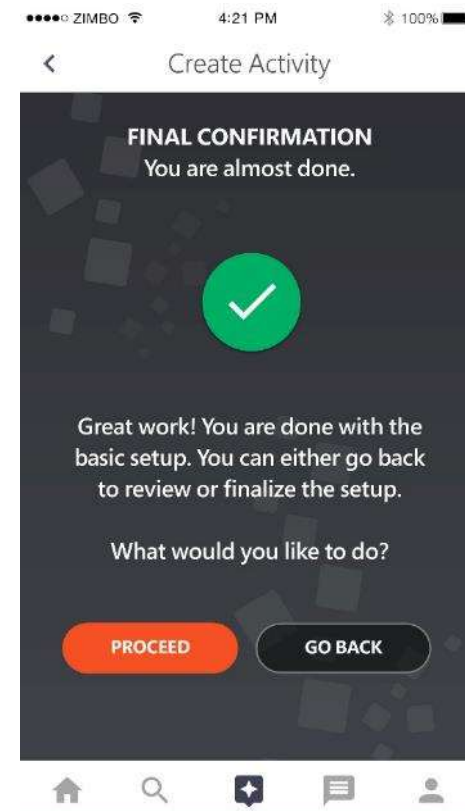 ZIMBO 4:21 PM 100%
Create Activity
FINAL CONFIRMATION
You are almost done.
Great work! You are done with the
basic setup. You can either go back
to review or finalize the setup.
What would you like to do?
PROCEED GO BACK